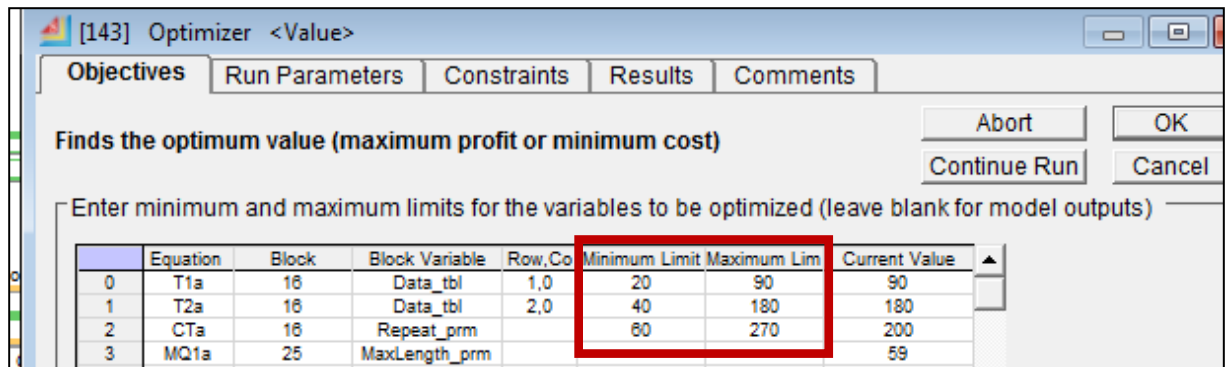 [143] Optimizer <Value>
Objectives Run Parameters Constraints Results Comments
Abort OK
Finds the optimum value (maximum profit or minimum cost)
Continue Run Cancel
Enter minimum and maximum limits for the variables to be optimized (leave blank for model outputs)
Equation Block Block Variable Row,Co Minimum Limit Maximum Lim Current Value
0 T1a 16 Data_tbl 1,0 20 90 90
1 T2a 16 Data_tbl 2,0 40 180 180
2 CTa 16 Repeat_prm 60 270 200
3 MQ1a 25 MaxLength_prm 59